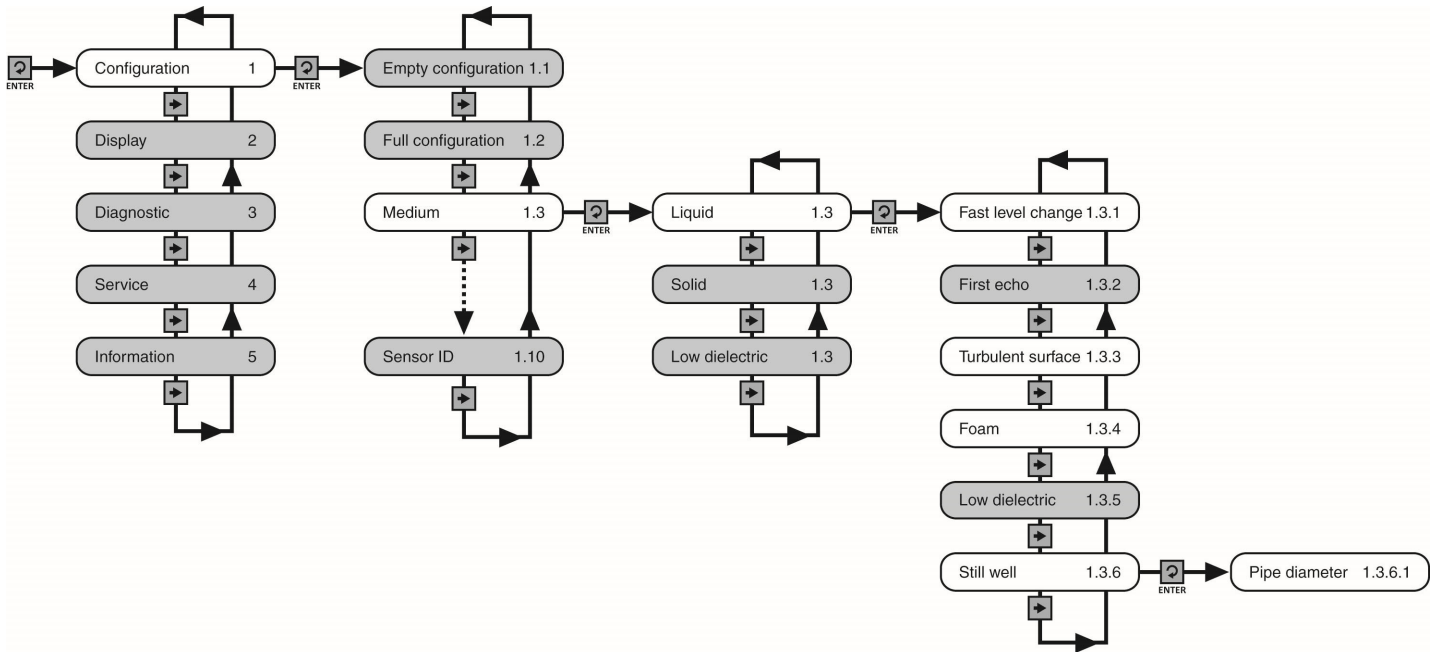 ENTER
Configuration 1
ENTER
Display 2
Diagnostic 3
Service 4
Information 5
Empty configuration 1.1
Full configuration 1.2
Medium 1.3
ENTER
Sensor ID 1.10
Liquid 1.3
ENTER
Solid 1.3
Low dielectric 1.3
Fast level change 1.3.1
First echo 1.3.2
Turbulent surface 1.3.3
Foam 1.3.4
Low dielectric 1.3.5
Still well 1.3.6
ENTER
Pipe diameter 1.3.6.1